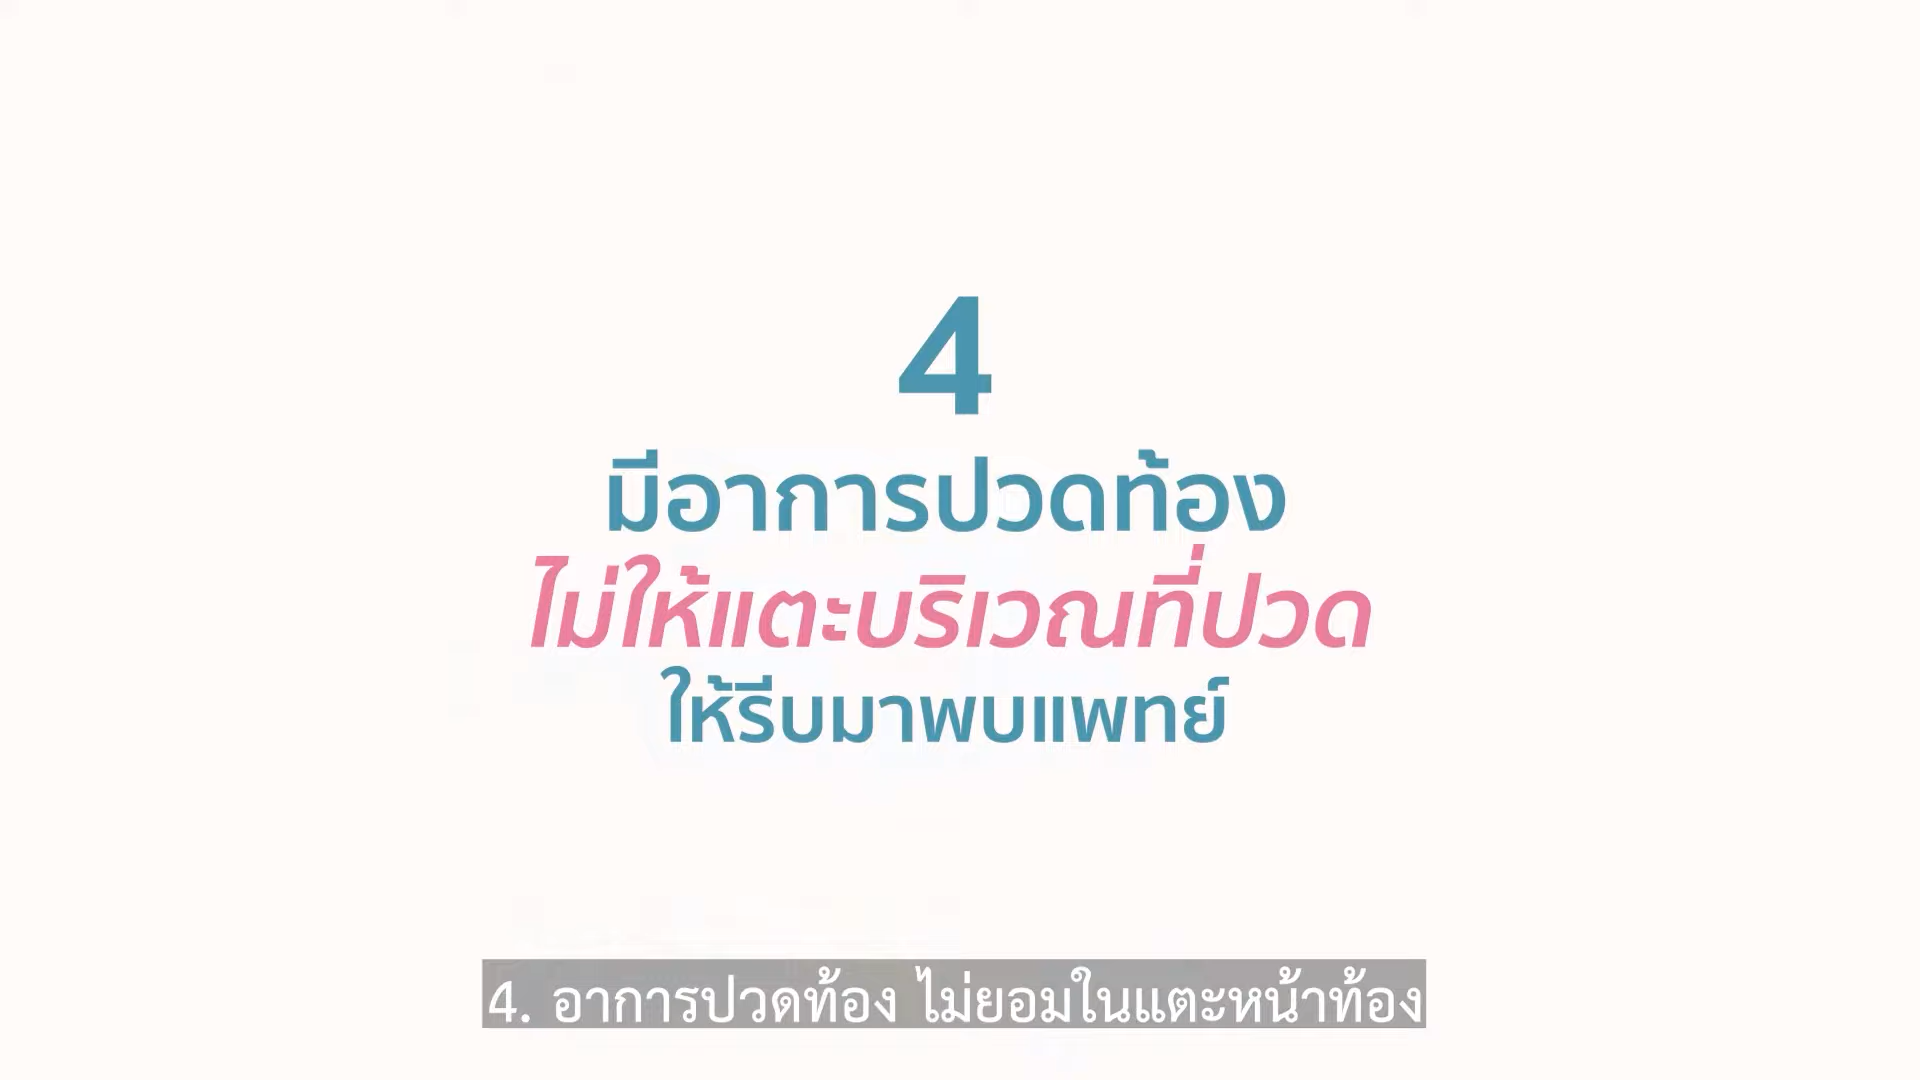 4
มีอาการปวดท้อง
ไม่ให้แตะบริเวณที่ปวด
ให้รีบมาพบแพทย์
4. อาการปวดท้อง ไม่ยอมในแตะหน้าท้อง